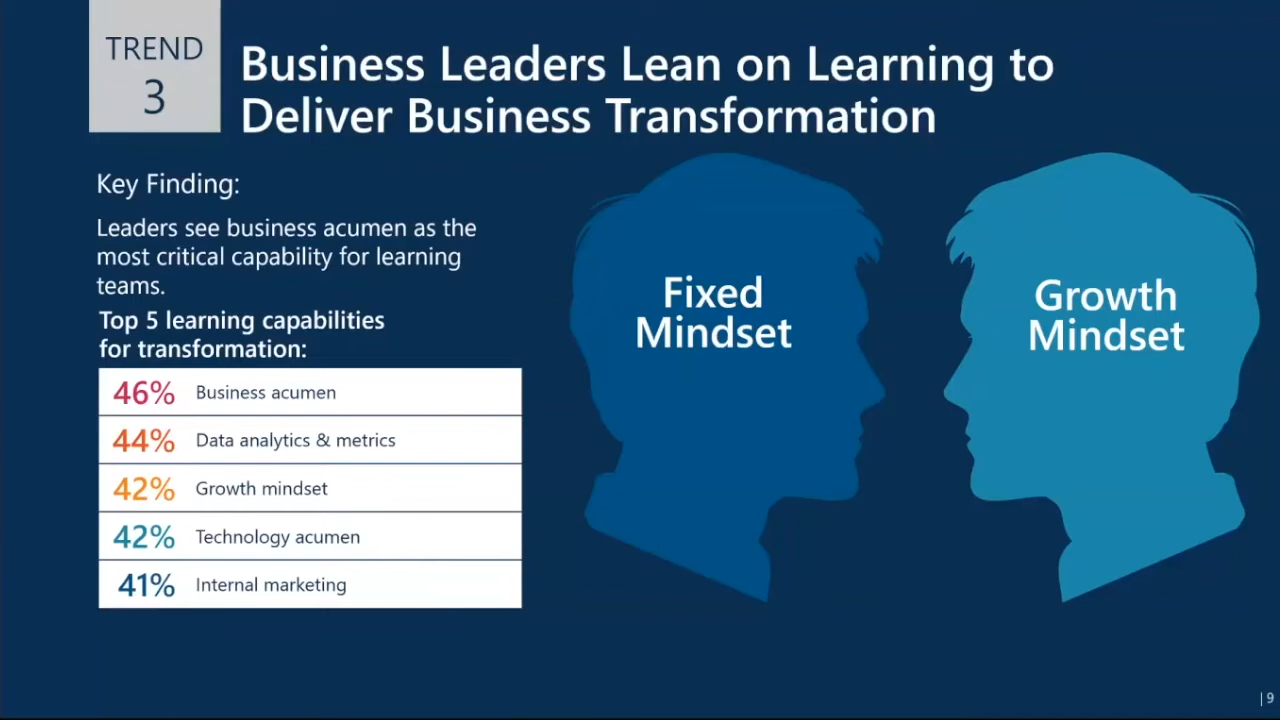 TREND
3
Business Leaders Lean on Learning to
Deliver Business Transformation
Key Finding:
Leaders see business acumen as the
most critical capability for learning
teams.
Top 5 learning capabilities
for transformation:
46% Business acumen
44% Data analytics & metrics
42% Growth mindset
42% Technology acumen
41% Internal marketing
Fixed
Mindset
Growth
Mindset
| 9